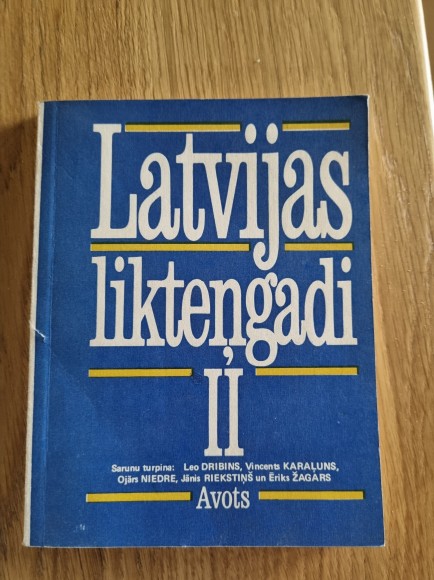 Latvijas
likteņgadi
II
Sarunu turpina: Leo DRIBINS, Vincents KARAĻUNS,
Ojārs NIEDRE, Jānis RIEKSTIŅŠ un Ēriks ŽAGARS
Avots